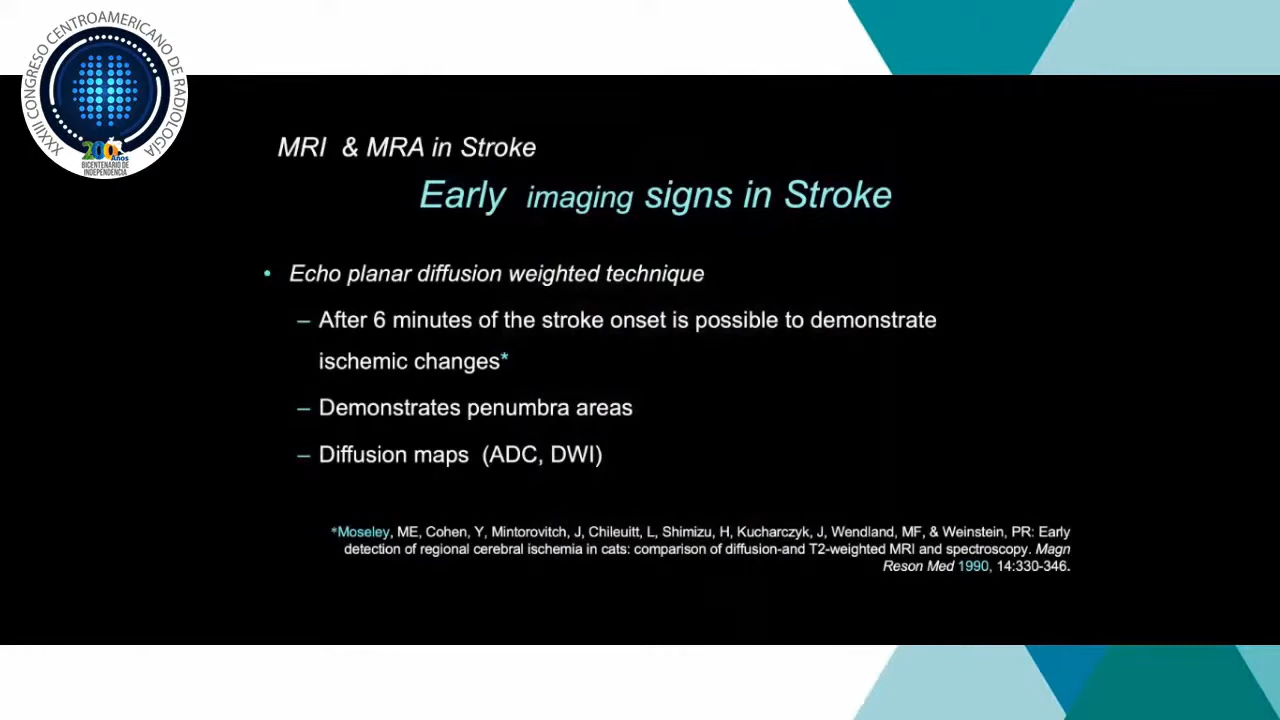 XXXIII CONGRESO CENTROAMERICANO DE RADIOLOGÍA
200 Años
BICENTENARIO DE
INDEPENDENCIA
MRI & MRA in Stroke
Early imaging signs in Stroke
• Echo planar diffusion weighted technique
– After 6 minutes of the stroke onset is possible to demonstrate
ischemic changes*
– Demonstrates penumbra areas
– Diffusion maps (ADC, DWI)
*Moseley, ME, Cohen, Y, Mintorovitch, J, Chileuitt, L, Shimizu, H, Kucharczyk, J, Wendland, MF, & Weinstein, PR: Early
detection of regional cerebral ischemia in cats: comparison of diffusion-and T2-weighted MRI and spectroscopy. Magn
Reson Med 1990, 14:330-346.